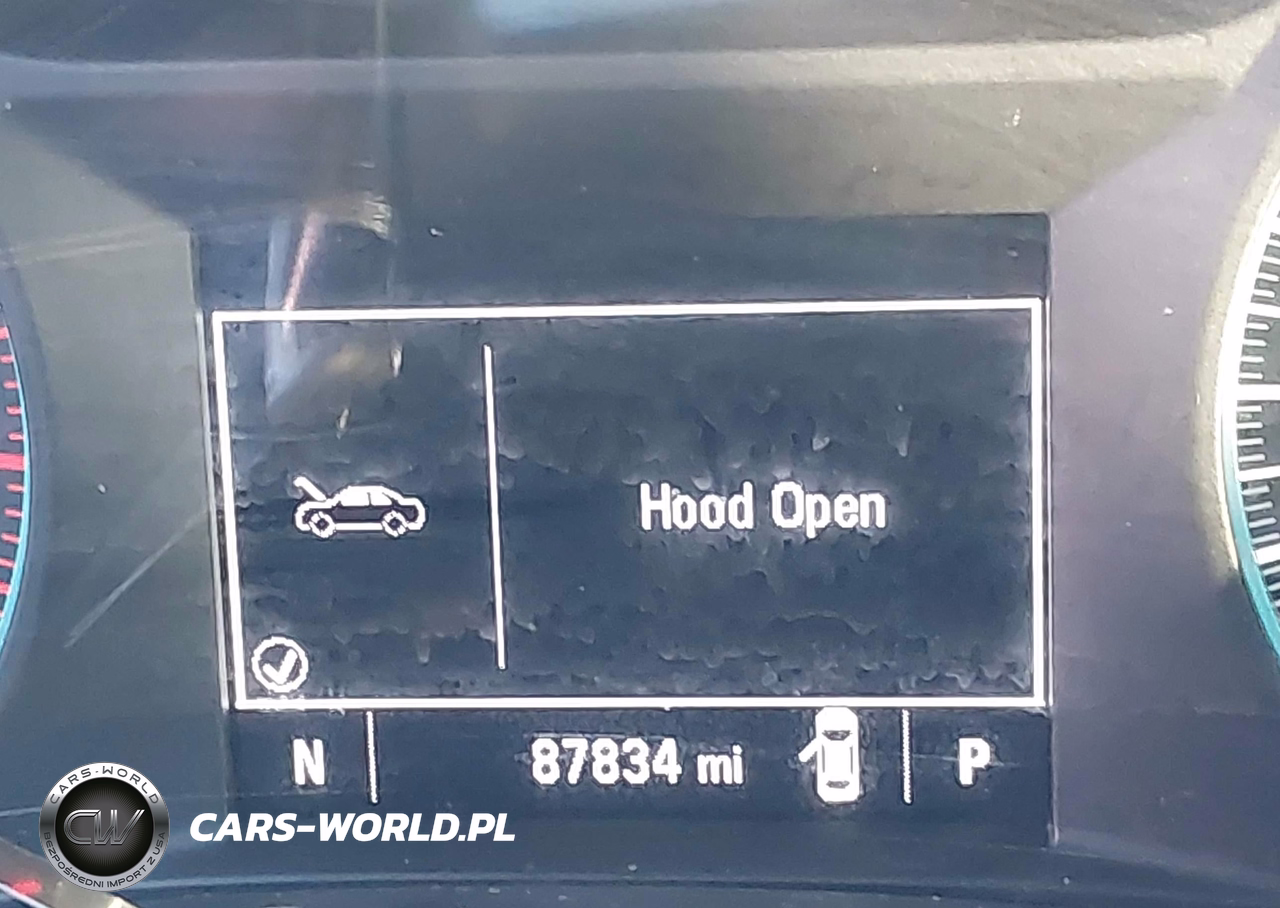 Hood Open
N
87834 mi
P
CARS-WORLD
CW
BEZPOŚREDNI IMPORT Z USA
CARS-WORLD.PL